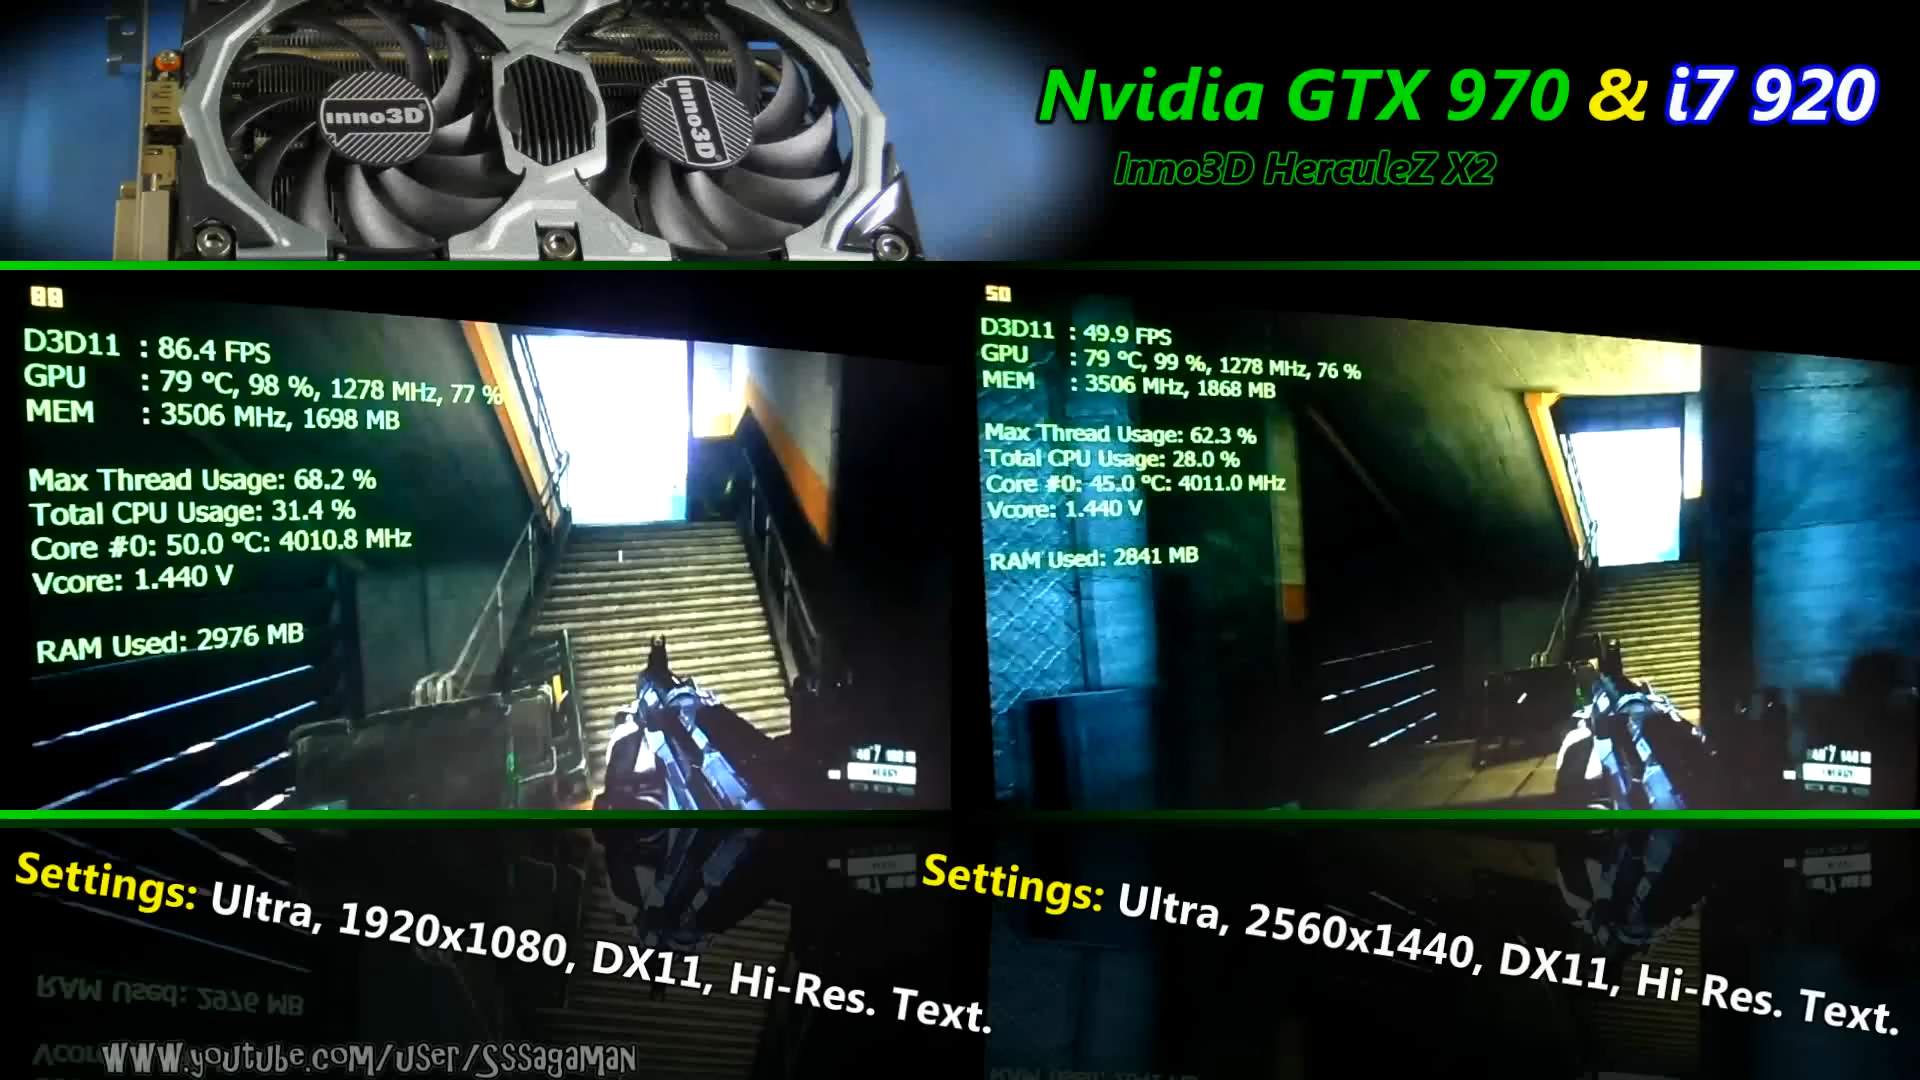 inno3D
inno3D
Nvidia GTX 970 & i7 920
Inno3D HerculeZ X2
88
D3D11 : 86.4 FPS
GPU : 79 °C, 98 %, 1278 MHz, 77 %
MEM : 3506 MHz, 1698 MB
Max Thread Usage: 68.2 %
Total CPU Usage: 31.4 %
Core #0: 50.0 °C: 4010.8 MHz
Vcore: 1.440 V
RAM Used: 2976 MB
50
D3D11 : 49.9 FPS
GPU : 79 °C, 99 %, 1278 MHz, 76 %
MEM : 3506 MHz, 1868 MB
Max Thread Usage: 62.3 %
Total CPU Usage: 28.0 %
Core #0: 45.0 °C: 4011.0 MHz
Vcore: 1.440 V
RAM Used: 2841 MB
ENERGY
Settings: Ultra, 1920x1080, DX11, Hi-Res. Text.
Settings: Ultra, 2560x1440, DX11, Hi-Res. Text.
WWW.youtube.com/user/SSSagaMan